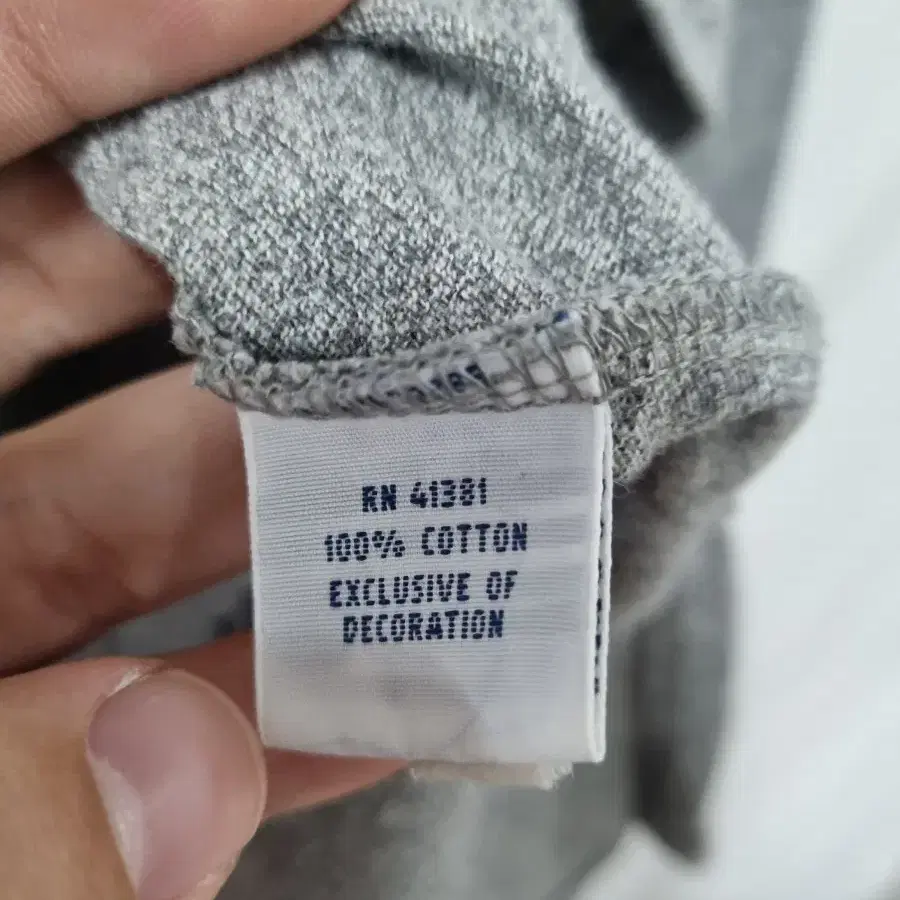 RN 41381
100% COTTON
EXCLUSIVE OF
DECORATION